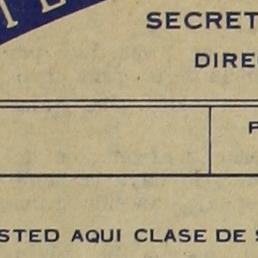 SECRET
DIRE
STED AQUI CLASE DE